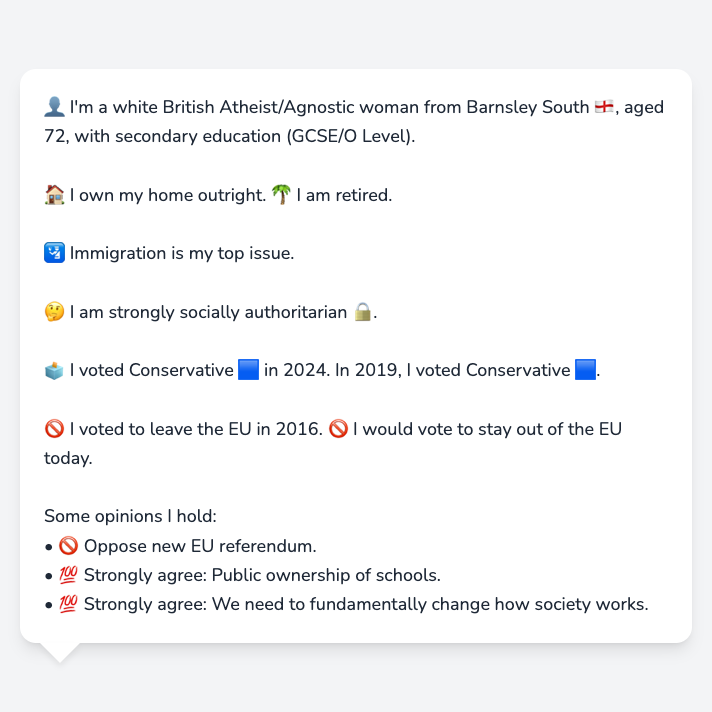 👤 I'm a white British Atheist/Agnostic woman from Barnsley South 🏴󠁧󠁢󠁥󠁮󠁧󠁿, aged
72, with secondary education (GCSE/O Level).
🏠 I own my home outright. 🌴 I am retired.
🛂 Immigration is my top issue.
🤔 I am strongly socially authoritarian 🔒.
🗳️ I voted Conservative 🟦 in 2024. In 2019, I voted Conservative 🟦.
🚫 I voted to leave the EU in 2016. 🚫 I would vote to stay out of the EU
today.
Some opinions I hold:
• 🚫 Oppose new EU referendum.
• 💯 Strongly agree: Public ownership of schools.
• 💯 Strongly agree: We need to fundamentally change how society works.